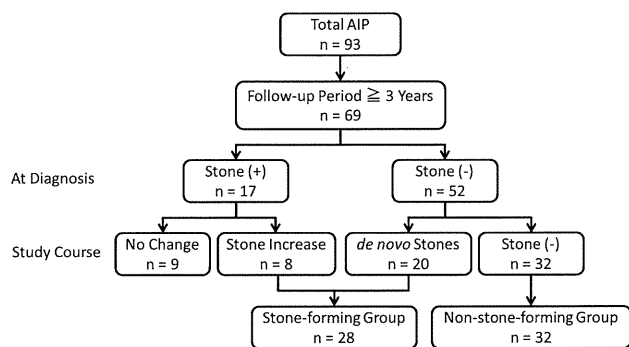 Total AIP
n = 93
Follow-up Period ≧ 3 Years
n = 69
At Diagnosis
Stone (+)
n = 17
Stone (-)
n = 52
Study Course
No Change
n = 9
Stone Increase
n = 8
de novo Stones
n = 20
Stone (-)
n = 32
Stone-forming Group
n = 28
Non-stone-forming Group
n = 32